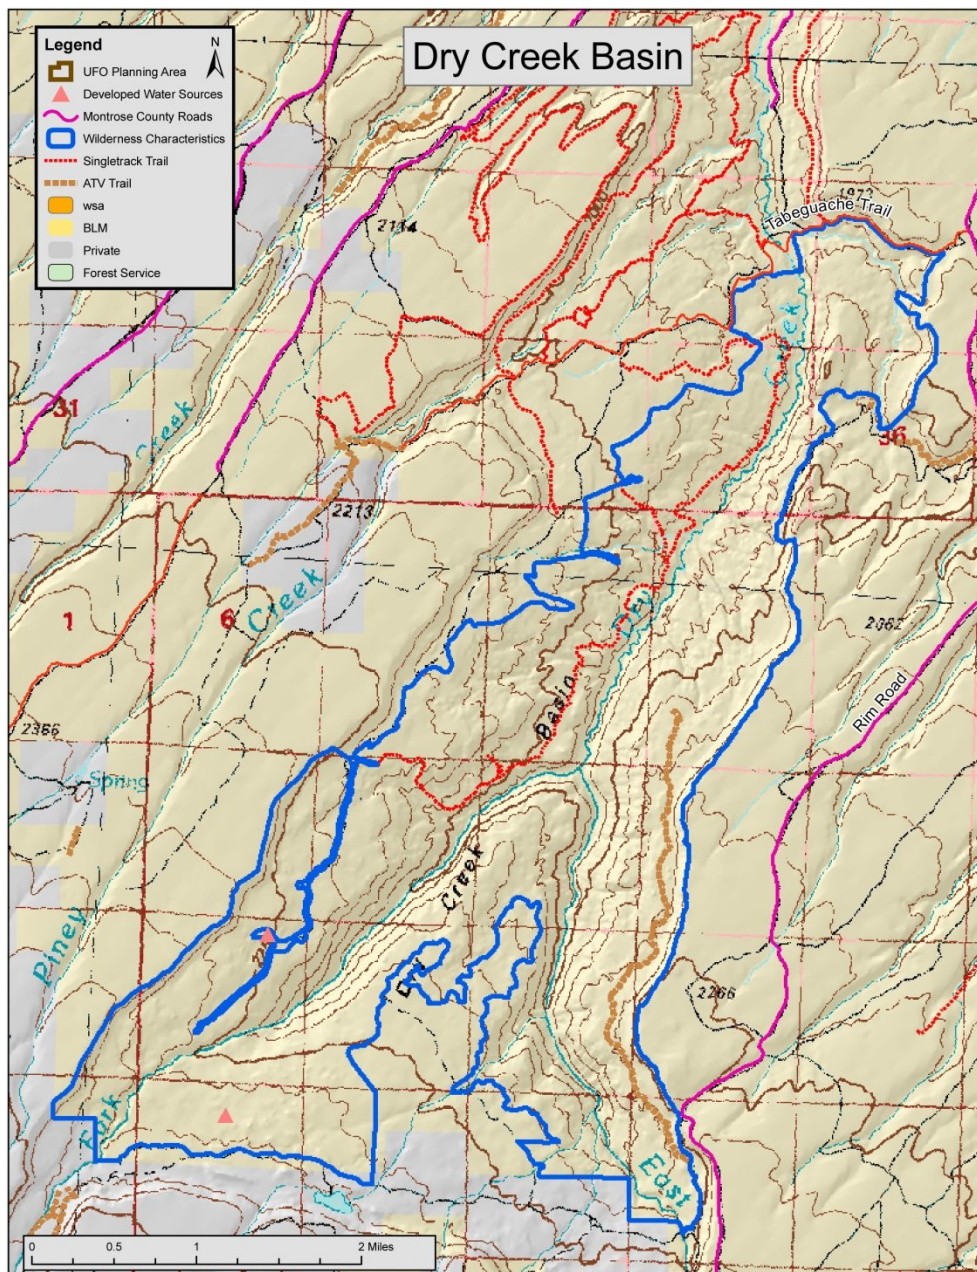 Dry Creek Basin
Legend
N
UFO Planning Area
Developed Water Sources
Montrose County Roads
Wilderness Characteristics
Singletrack Trail
ATV Trail
wsa
BLM
Private
Forest Service
1973
Tabeguache Trail
2114
Creek
31
Creek
36
2213
Creek
1
6
Dry
2062
Basin
Rim Road
2366
Spring
Creek
Piney
Dry
2266
Fork
East
0 0.5 1 2 Miles